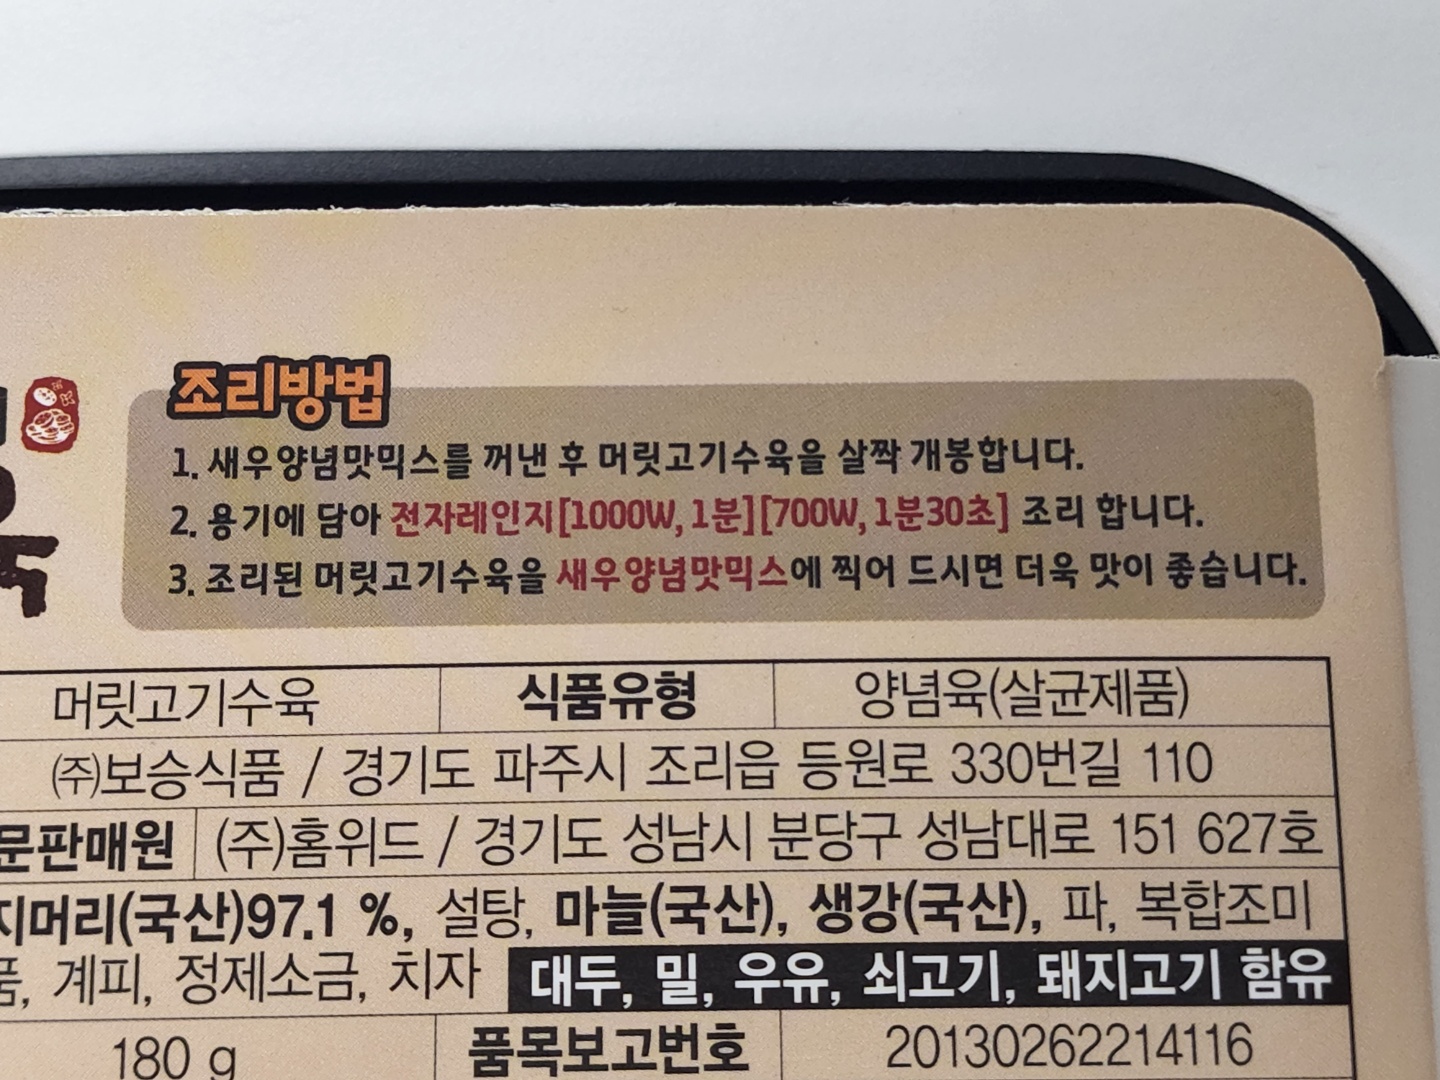 조리방법
1. 새우양념맛믹스를 꺼낸 후 머릿고기수육을 살짝 개봉합니다.
2. 용기에 담아 전자레인지[1000W, 1분][700W, 1분30초] 조리 합니다.
3. 조리된 머릿고기수육을 새우양념맛믹스에 찍어 드시면 더욱 맛이 좋습니다.
머릿고기수육 식품유형 양념육(살균제품)
㈜보승식품 / 경기도 파주시 조리읍 등원로 330번길 110
문판매원 (주)홈위드 / 경기도 성남시 분당구 성남대로 151 627호
지머리(국산)97.1 %, 설탕, 마늘(국산), 생강(국산), 파, 복합조미
품, 계피, 정제소금, 치자 대두, 밀, 우유, 쇠고기, 돼지고기 함유
180 g 품목보고번호 20130262214116